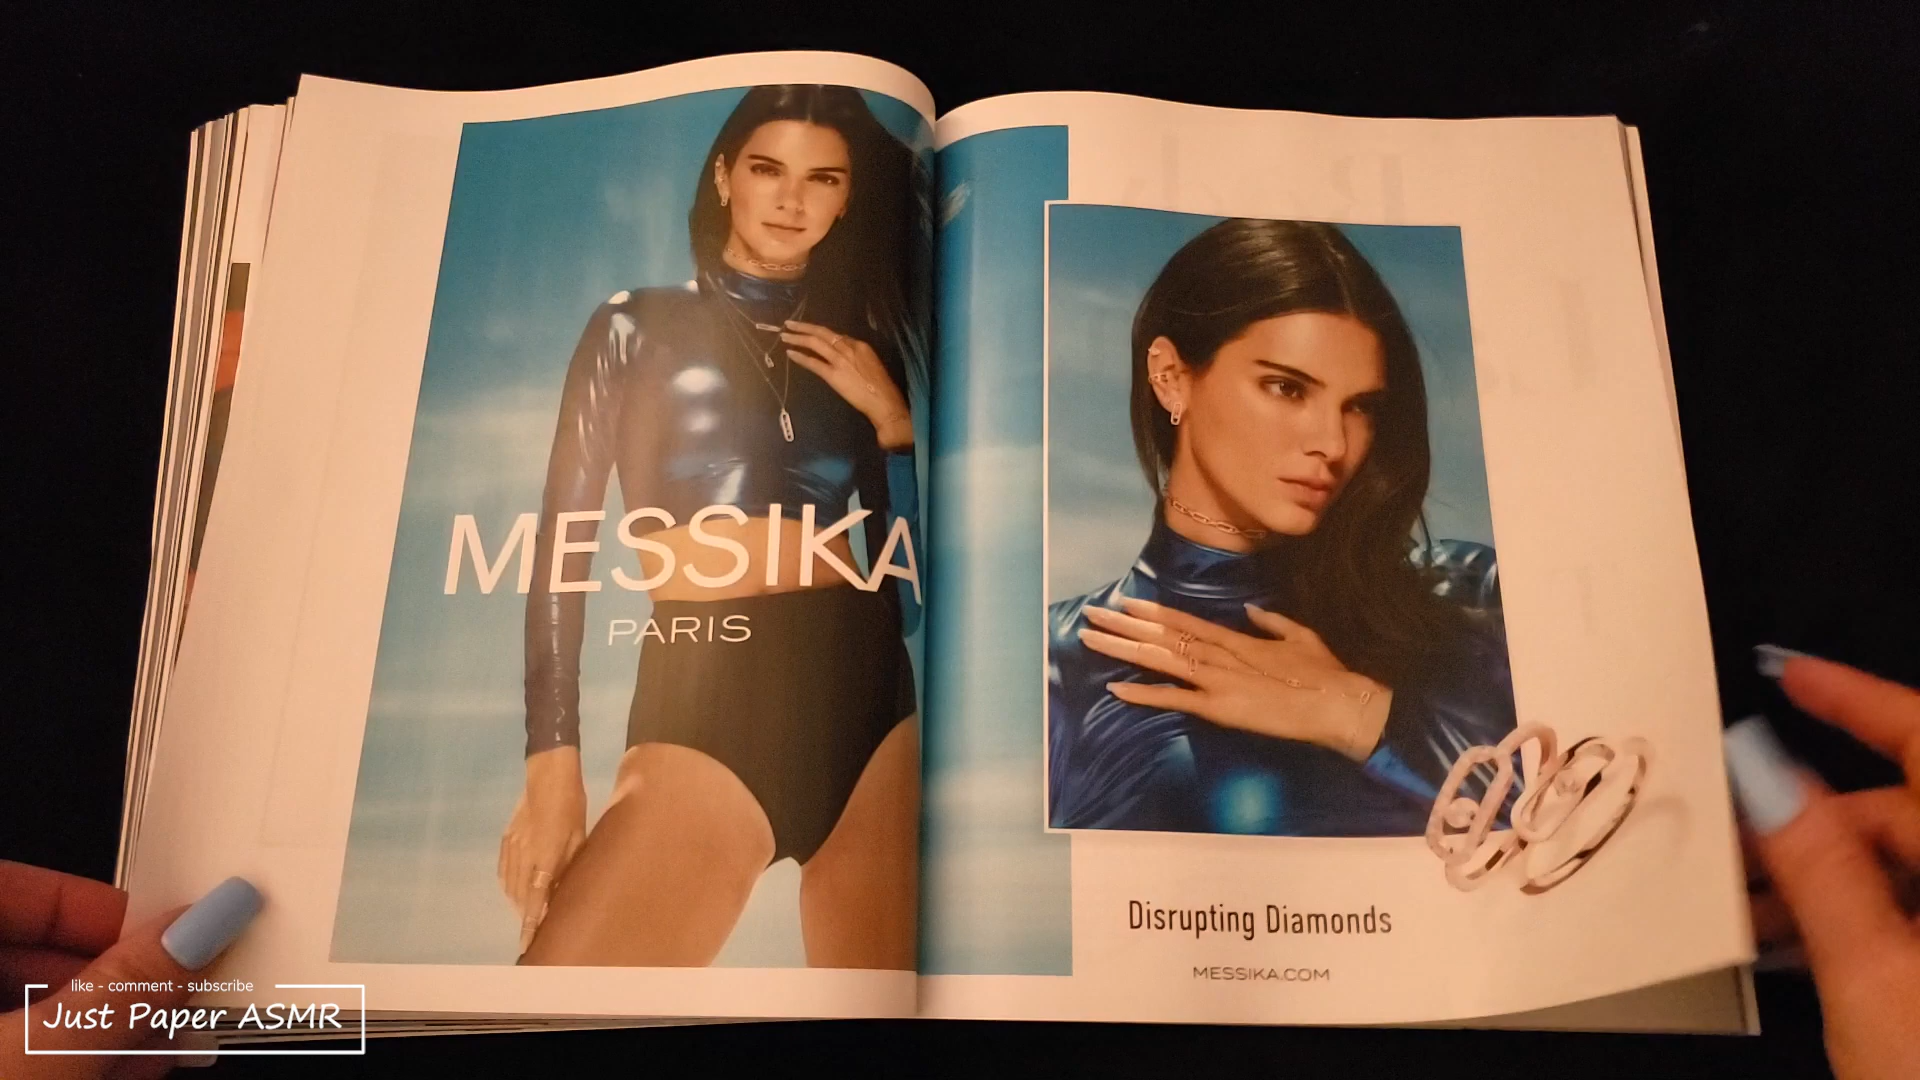 MESSIKA
PARIS
Disrupting Diamonds
MESSIKA.COM
like - comment - subscribe
Just Paper ASMR